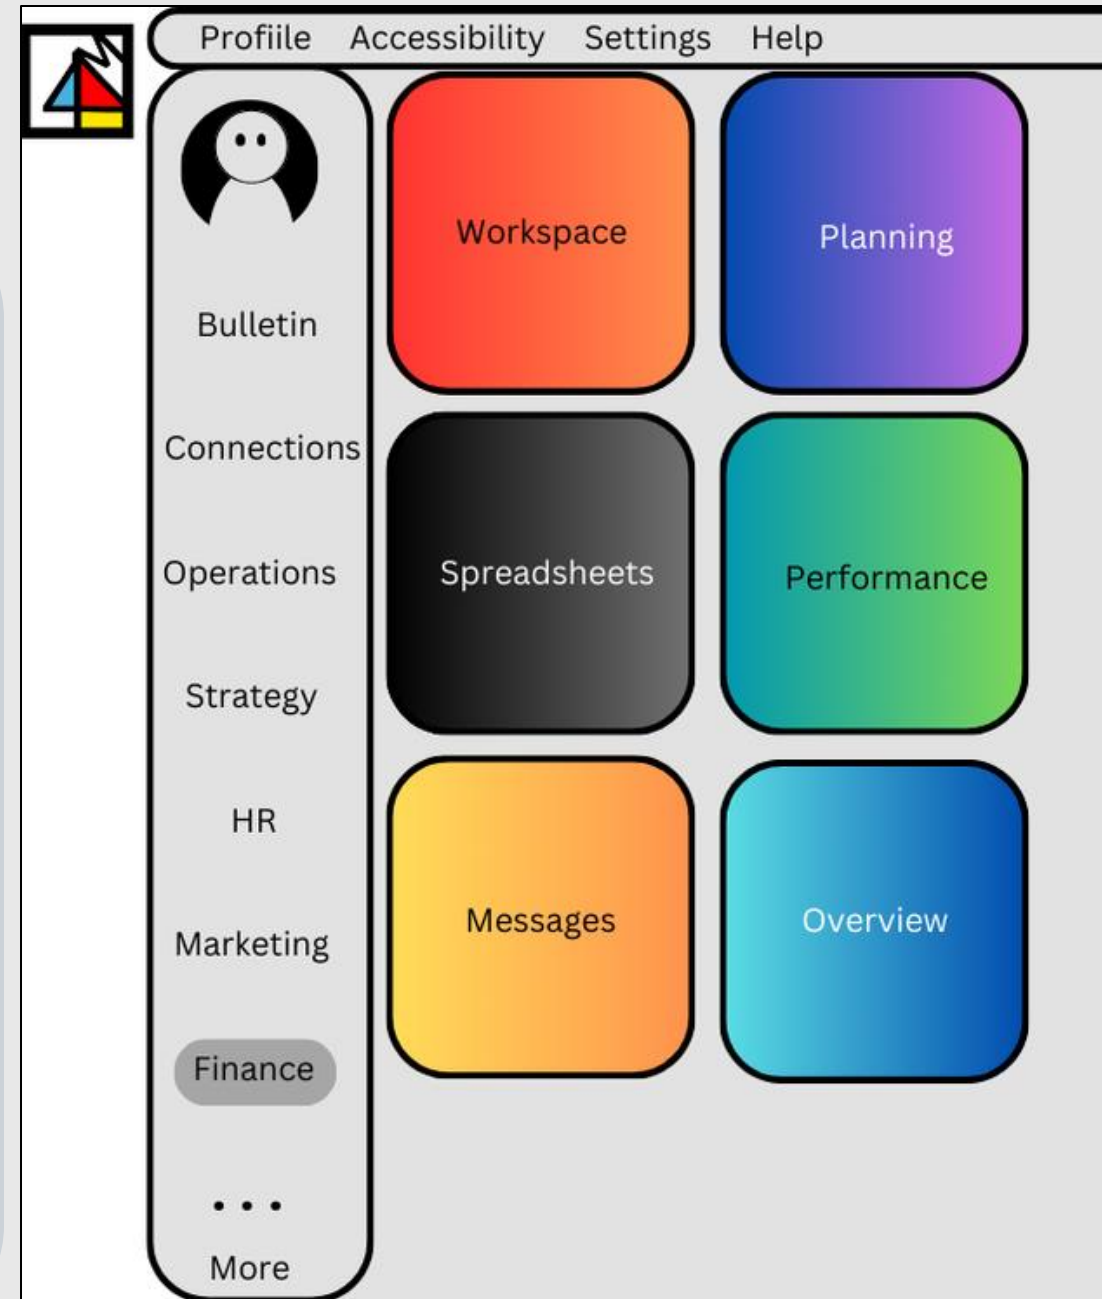 Profiile Accessibility Settings Help
Bulletin
Connections
Operations
Strategy
HR
Marketing
Finance
...
More
Workspace
Planning
Spreadsheets
Performance
Messages
Overview